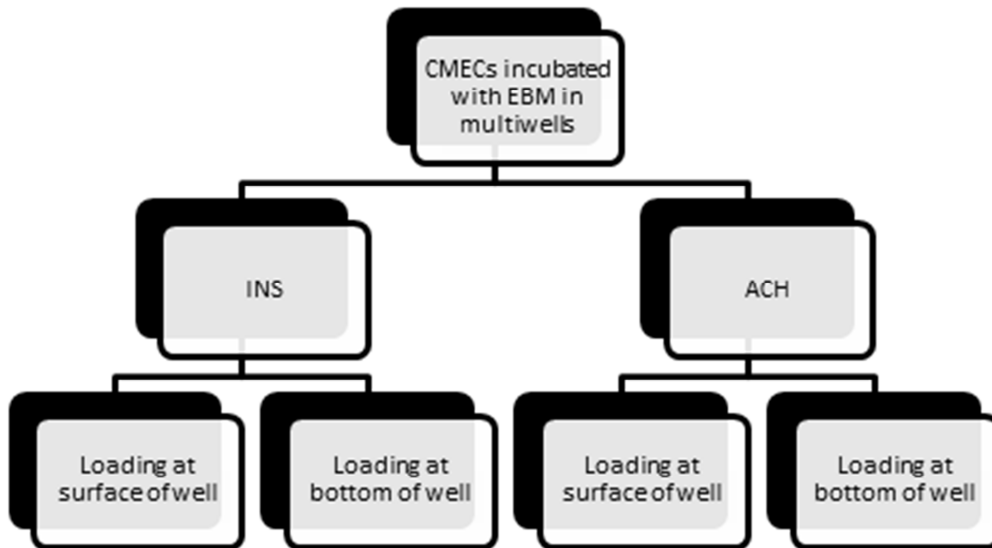 CMECs incubated
with EBM in
multiwells
INS
ACH
Loading at
surface of well
Loading at
bottom of well
Loading at
surface of well
Loading at
bottom of well